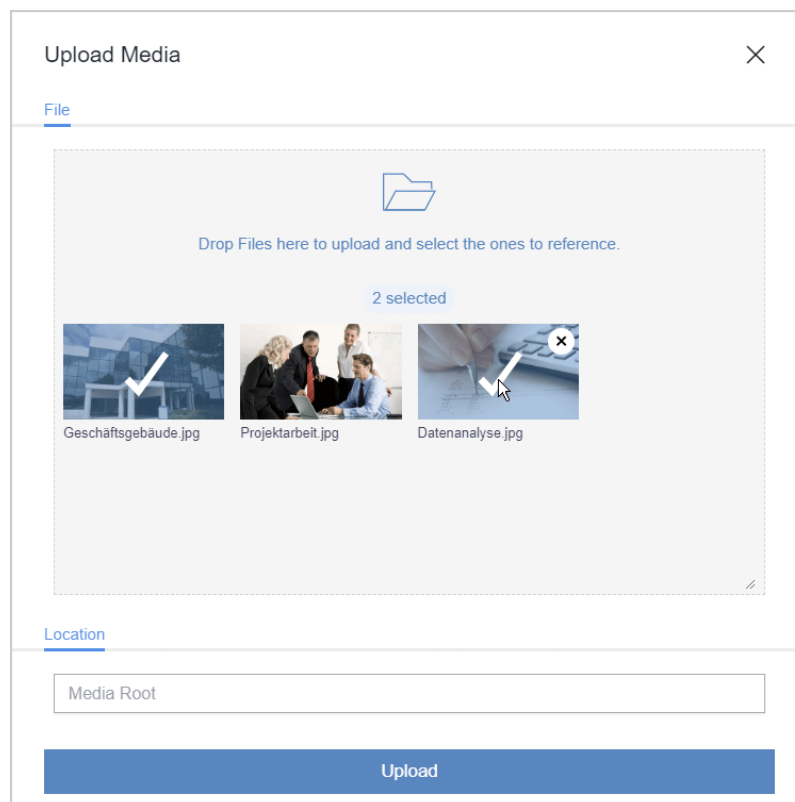 Upload Media
File
Drop Files here to upload and select the ones to reference.
2 selected
Geschäftsgebäude.jpg
Projektarbeit.jpg
Datenanalyse.jpg
Location
Media Root
Upload